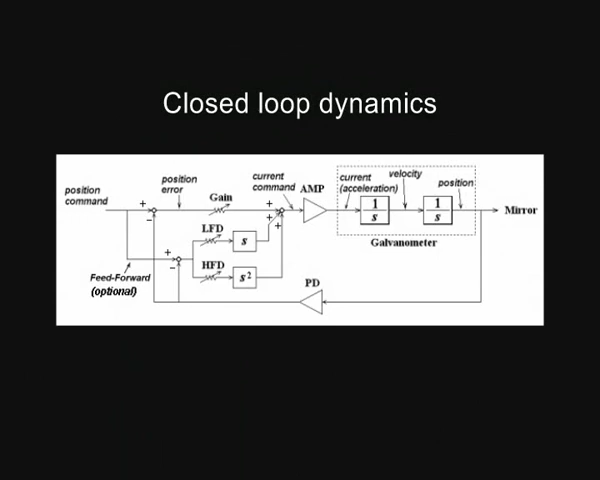 Closed loop dynamics
position
command
+
−
position
error
Gain
current
command
+
+
+
AMP
current
(acceleration)
velocity
position
1
s
1
s
Galvanometer
Mirror
LFD
s
HFD
s²
+
−
Feed-Forward
(optional)
PD